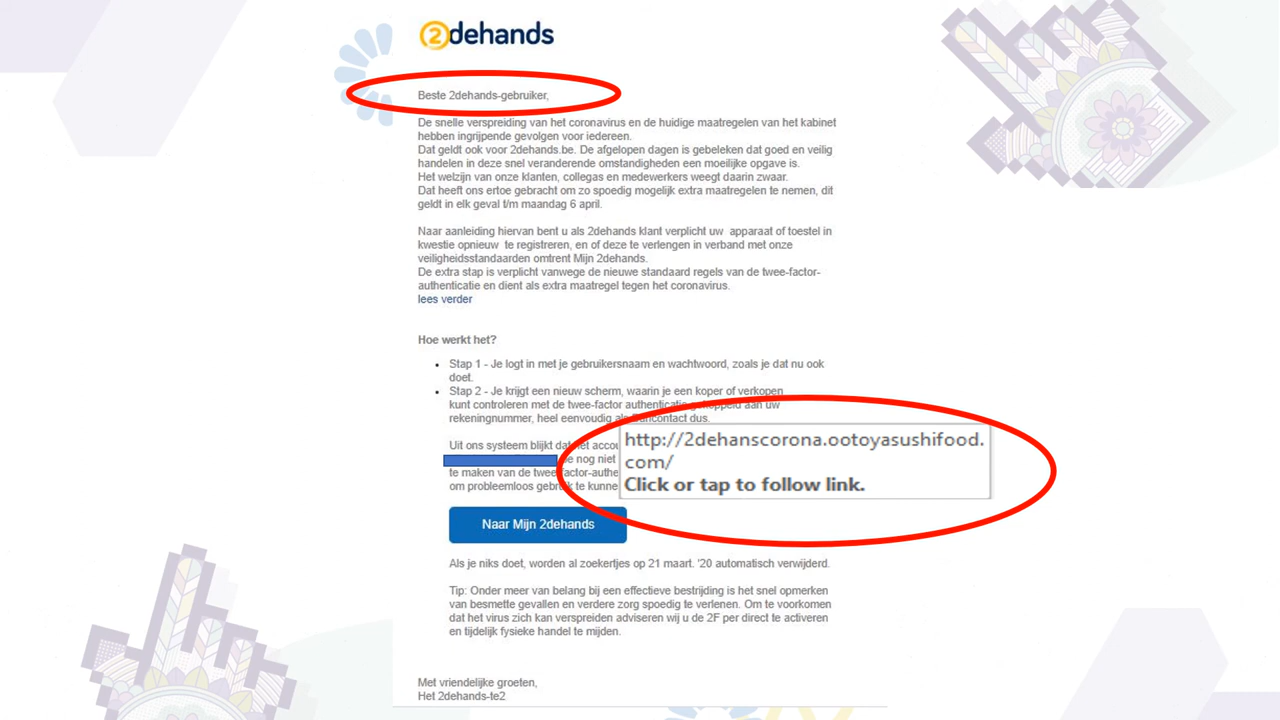 2dehands
Beste 2dehands-gebruiker,
De snelle verspreiding van het coronavirus en de huidige maatregelen van het kabinet
hebben ingrijpende gevolgen voor iedereen.
Dat geldt ook voor 2dehands.be. De afgelopen dagen is gebeleken dat goed en veilig
handelen in deze snel veranderende omstandigheden een moeilijke opgave is.
Het welzijn van onze klanten, collegas en medewerkers weegt daarin zwaar.
Dat heeft ons ertoe gebracht om zo spoedig mogelijk extra maatregelen te nemen, dit
geldt in elk geval t/m maandag 6 april.
Naar aanleiding hiervan bent u als 2dehands klant verplicht uw apparaat of toestel in
kwestie opnieuw te registreren, en of deze te verlengen in verband met onze
veiligheidsstandaarden omtrent Mijn 2dehands.
De extra stap is verplicht vanwege de nieuwe standaard regels van de twee-factor-
authenticatie en dient als extra maatregel tegen het coronavirus.
lees verder
Hoe werkt het?
• Stap 1 - Je logt in met je gebruikersnaam en wachtwoord, zoals je dat nu ook
doet.
• Stap 2 - Je krijgt een nieuw scherm, waarin je een koper of verkopen
kunt controleren met de twee-factor authenticatie gekoppeld aan uw
rekeningnummer, heel eenvoudig als Bancontact dus.
Uit ons systeem blijkt dat het
nog niet
te maken van de twee-factor-
om probleemloos gebruik te
http://2dehanscorona.ootoyasushifood.
com/
Click or tap to follow link.
Naar Mijn 2dehands
Als je niks doet, worden al zoekertjes op 21 maart. '20 automatisch verwijderd.
Tip: Onder meer van belang bij een effectieve bestrijding is het snel opmerken
van besmette gevallen en verdere zorg spoedig te verlenen. Om te voorkomen
dat het virus zich kan verspreiden adviseren wij u de 2F per direct te activeren
en tijdelijk fysieke handel te mijden.
Met vriendelijke groeten,
Het 2dehands-te2